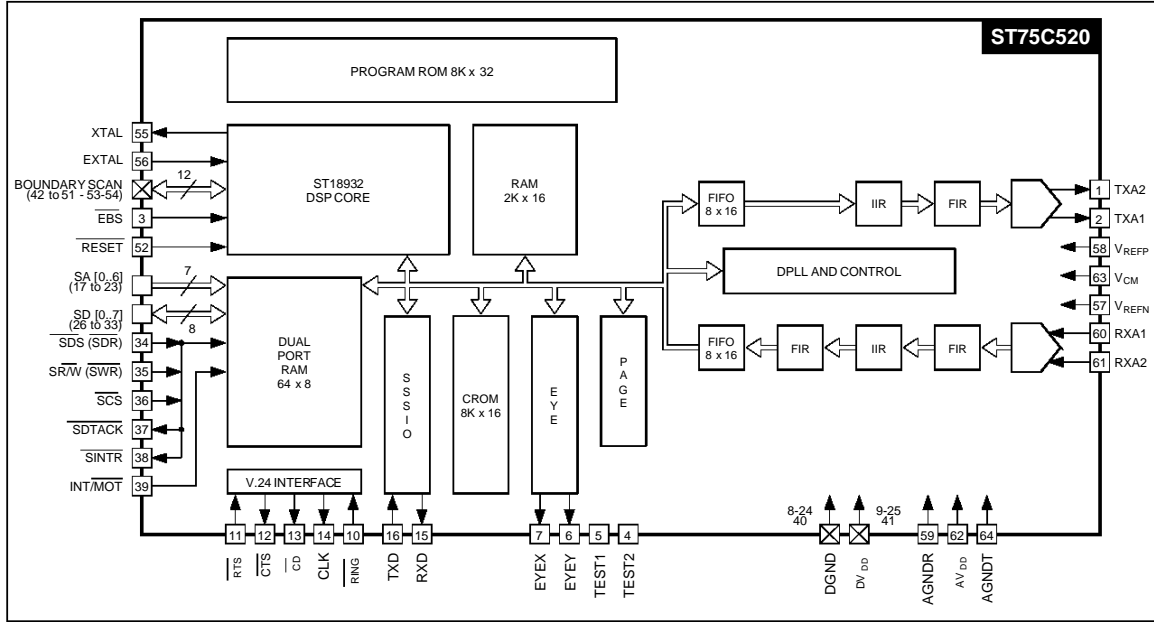 ST75C520
PROGRAM ROM 8K x 32
XTAL 55
EXTAL 56
BOUNDARY SCAN
(42 to 51 - 53-54)
12
EBS 3
RESET 52
SA [0..6]
(17 to 23)
7
SD [0..7]
(26 to 33)
8
SDS (SDR) 34
SR/W (SWR) 35
SCS 36
SDTACK 37
SINTR 38
INT/MOT 39
ST18932
DSP CORE
RAM
2K x 16
DUAL
PORT
RAM
64 x 8
V.24 INTERFACE
SSSIO
CROM
8K x 16
EYE
PAGE
FIFO
8 x 16
IIR
FIR
DPLL AND CONTROL
FIFO
8 x 16
FIR
IIR
FIR
1 TXA2
2 TXA1
58 VREFP
63 VCM
57 VREFN
60 RXA1
61 RXA2
11 RTS
12 CTS
13 CD
14 CLK
10 RING
16 TXD
15 RXD
7 EYEX
6 EYEY
5 TEST1
4 TEST2
8-24
40
DGND
9-25
41
DVDD
59 AGNDR
62 AVDD
64 AGNDT